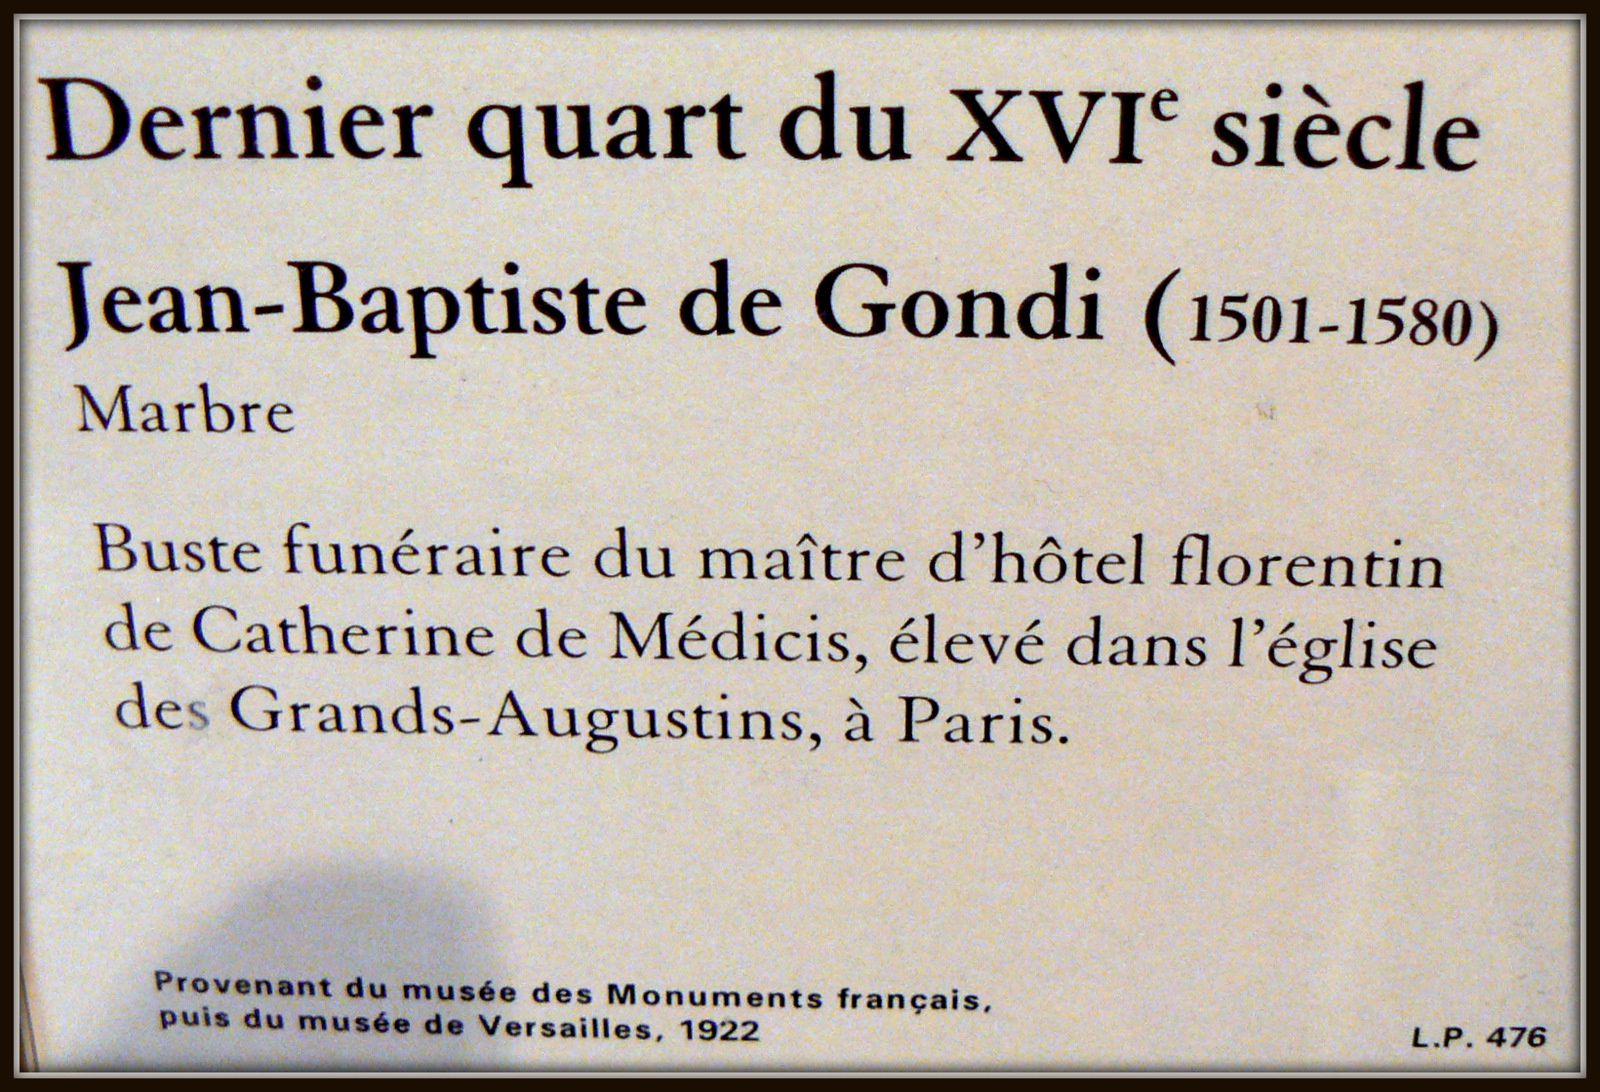 Dernier quart du XVIe siècle
Jean-Baptiste de Gondi (1501-1580)
Marbre
Buste funéraire du maître d'hôtel florentin
de Catherine de Médicis, élevé dans l'église
des Grands-Augustins, à Paris.
Provenant du musée des Monuments français,
puis du musée de Versailles, 1922
L.P. 476